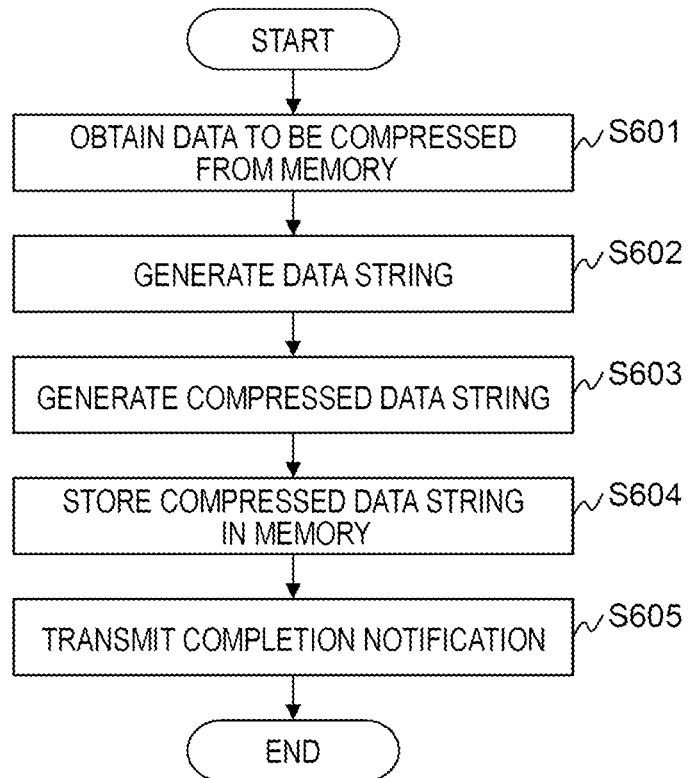 START
OBTAIN DATA TO BE COMPRESSED
FROM MEMORY
S601
GENERATE DATA STRING
S602
GENERATE COMPRESSED DATA STRING
S603
STORE COMPRESSED DATA STRING
IN MEMORY
S604
TRANSMIT COMPLETION NOTIFICATION
S605
END